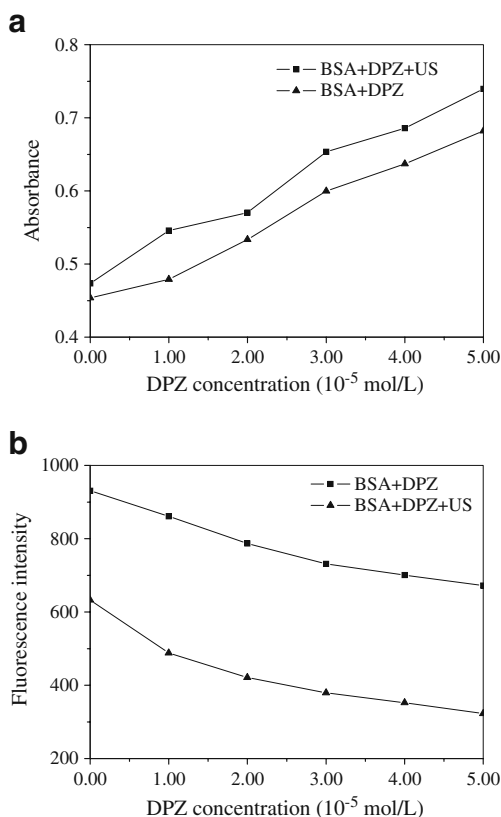 a
0.8
0.7
0.6
0.5
0.4
Absorbance
BSA+DPZ+US
BSA+DPZ
0.00 1.00 2.00 3.00 4.00 5.00
DPZ concentration (10⁻⁵ mol/L)
b
1000
800
600
400
200
Fluorescence intensity
BSA+DPZ
BSA+DPZ+US
0.00 1.00 2.00 3.00 4.00 5.00
DPZ concentration (10⁻⁵ mol/L)